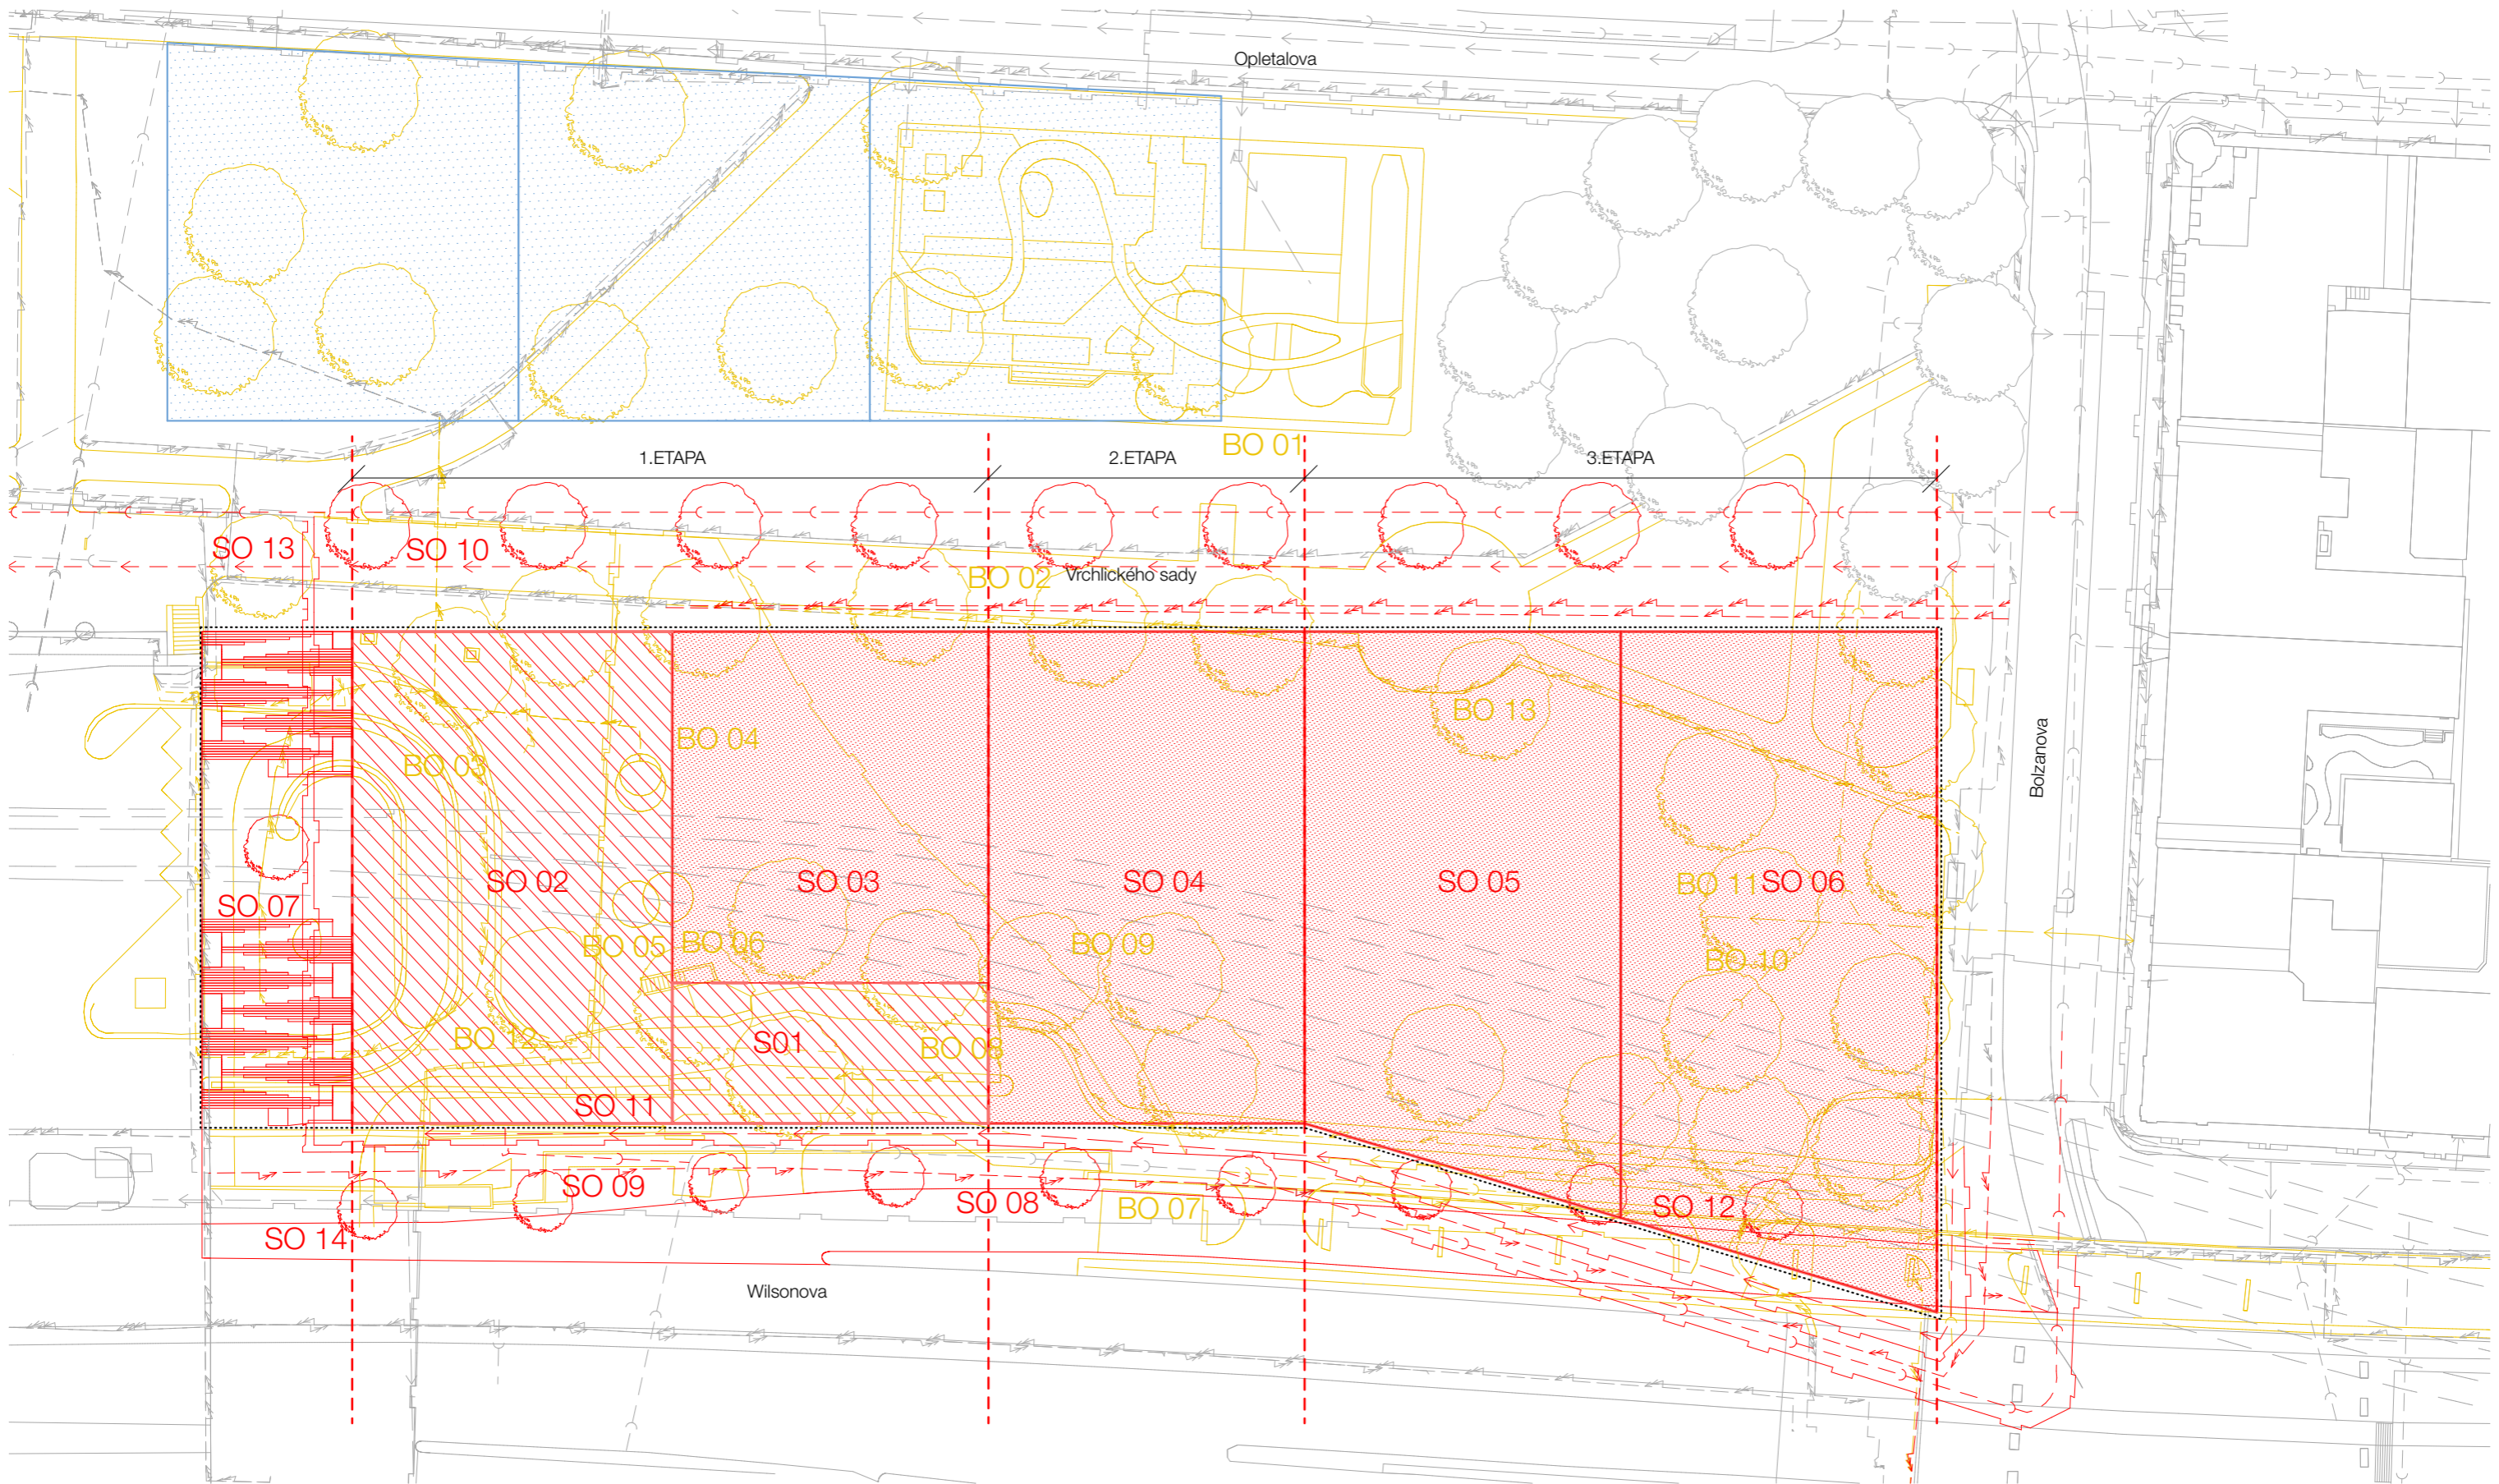 Opletalova
BO 01
1.ETAPA
2.ETAPA
3.ETAPA
SO 13
SO 10
BO 02
Vrchlického sady
BO 13
BO 04
BO 03
Bolzanova
SO 02
SO 03
SO 04
SO 05
BO 11
SO 06
SO 07
BO 05
BO 06
BO 09
BO 10
BO 12
S01
BO 08
SO 11
SO 09
SO 08
BO 07
SO 12
SO 14
Wilsonova